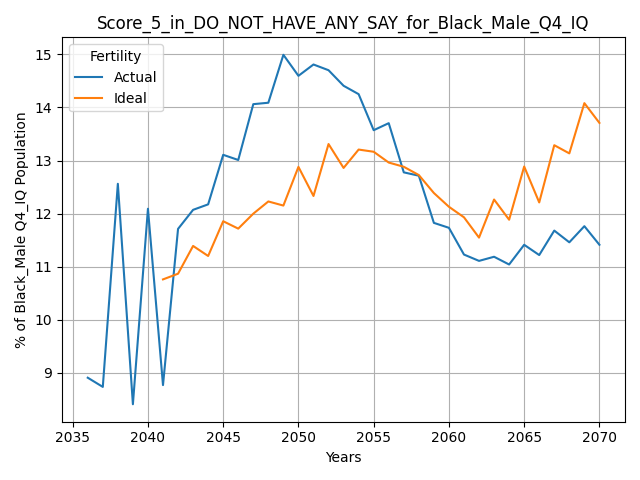 Score_5_in_DO_NOT_HAVE_ANY_SAY_for_Black_Male_Q4_IQ
Fertility
Actual
Ideal
% of Black_Male Q4_IQ Population
15
14
13
12
11
10
9
2035 2040 2045 2050 2055 2060 2065 2070
Years